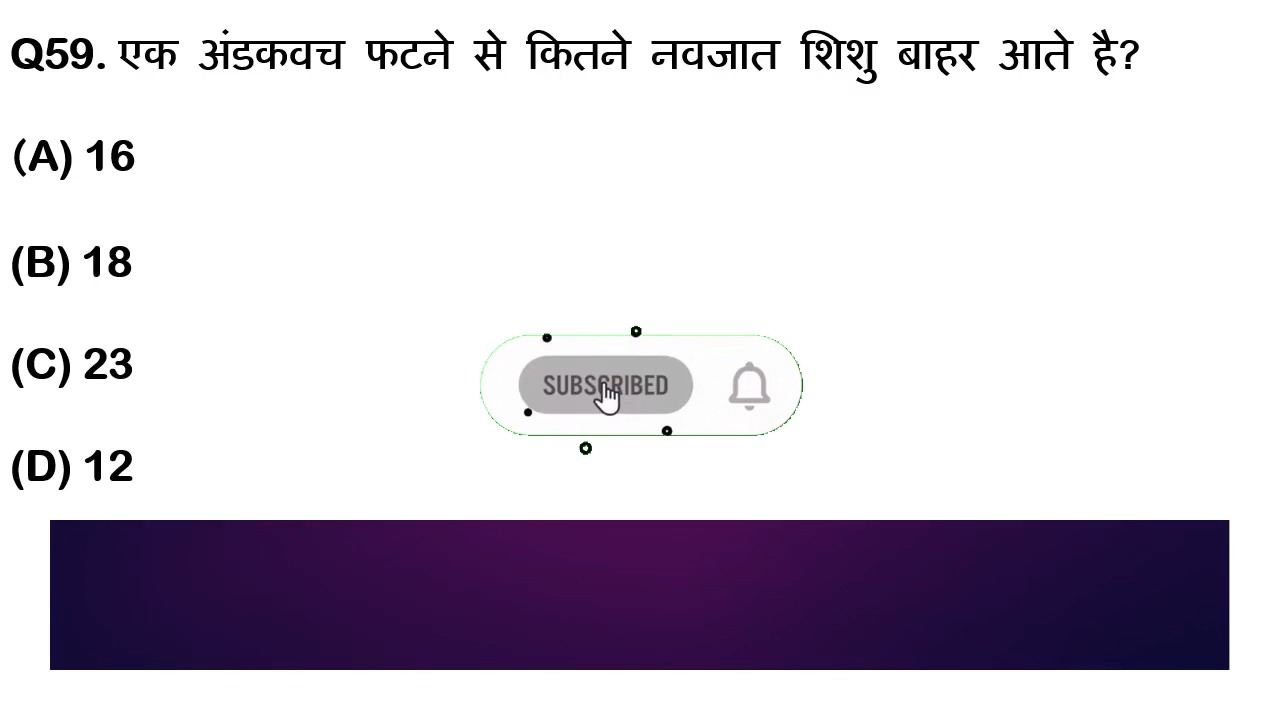 Q59. एक अंडकवच फटने से कितने नवजात शिशु बाहर आते है?
(A) 16
(B) 18
(C) 23
SUBSCRIBED
(D) 12